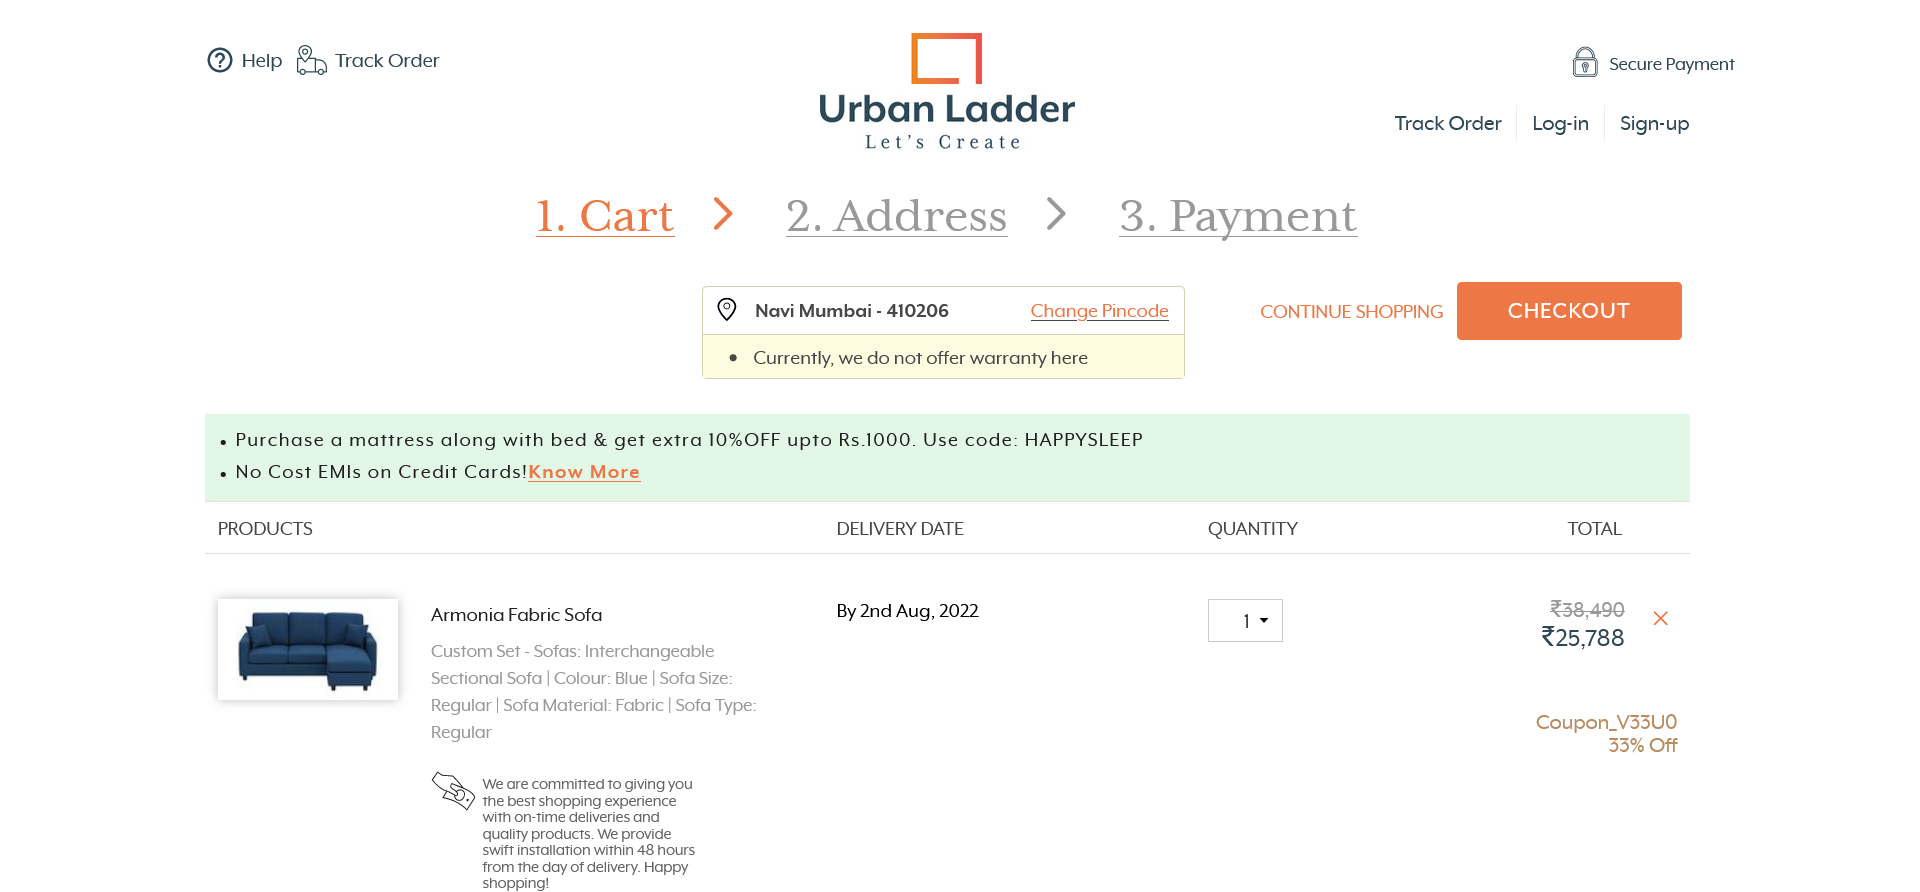 Help
Track Order
Urban Ladder
Let's Create
Secure Payment
Track Order
Log-in
Sign-up
1. Cart
2. Address
3. Payment
Navi Mumbai - 410206
Change Pincode
• Currently, we do not offer warranty here
CONTINUE SHOPPING
CHECKOUT
• Purchase a mattress along with bed & get extra 10%OFF upto Rs.1000. Use code: HAPPYSLEEP
• No Cost EMIs on Credit Cards!Know More
PRODUCTS
DELIVERY DATE
QUANTITY
TOTAL
Armonia Fabric Sofa
Custom Set - Sofas: Interchangeable
Sectional Sofa | Colour: Blue | Sofa Size:
Regular | Sofa Material: Fabric | Sofa Type:
Regular
We are committed to giving you
the best shopping experience
with on-time deliveries and
quality products. We provide
swift installation within 48 hours
from the day of delivery. Happy
shopping!
By 2nd Aug, 2022
1
₹38,490
₹25,788
Coupon_V33U0
33% Off